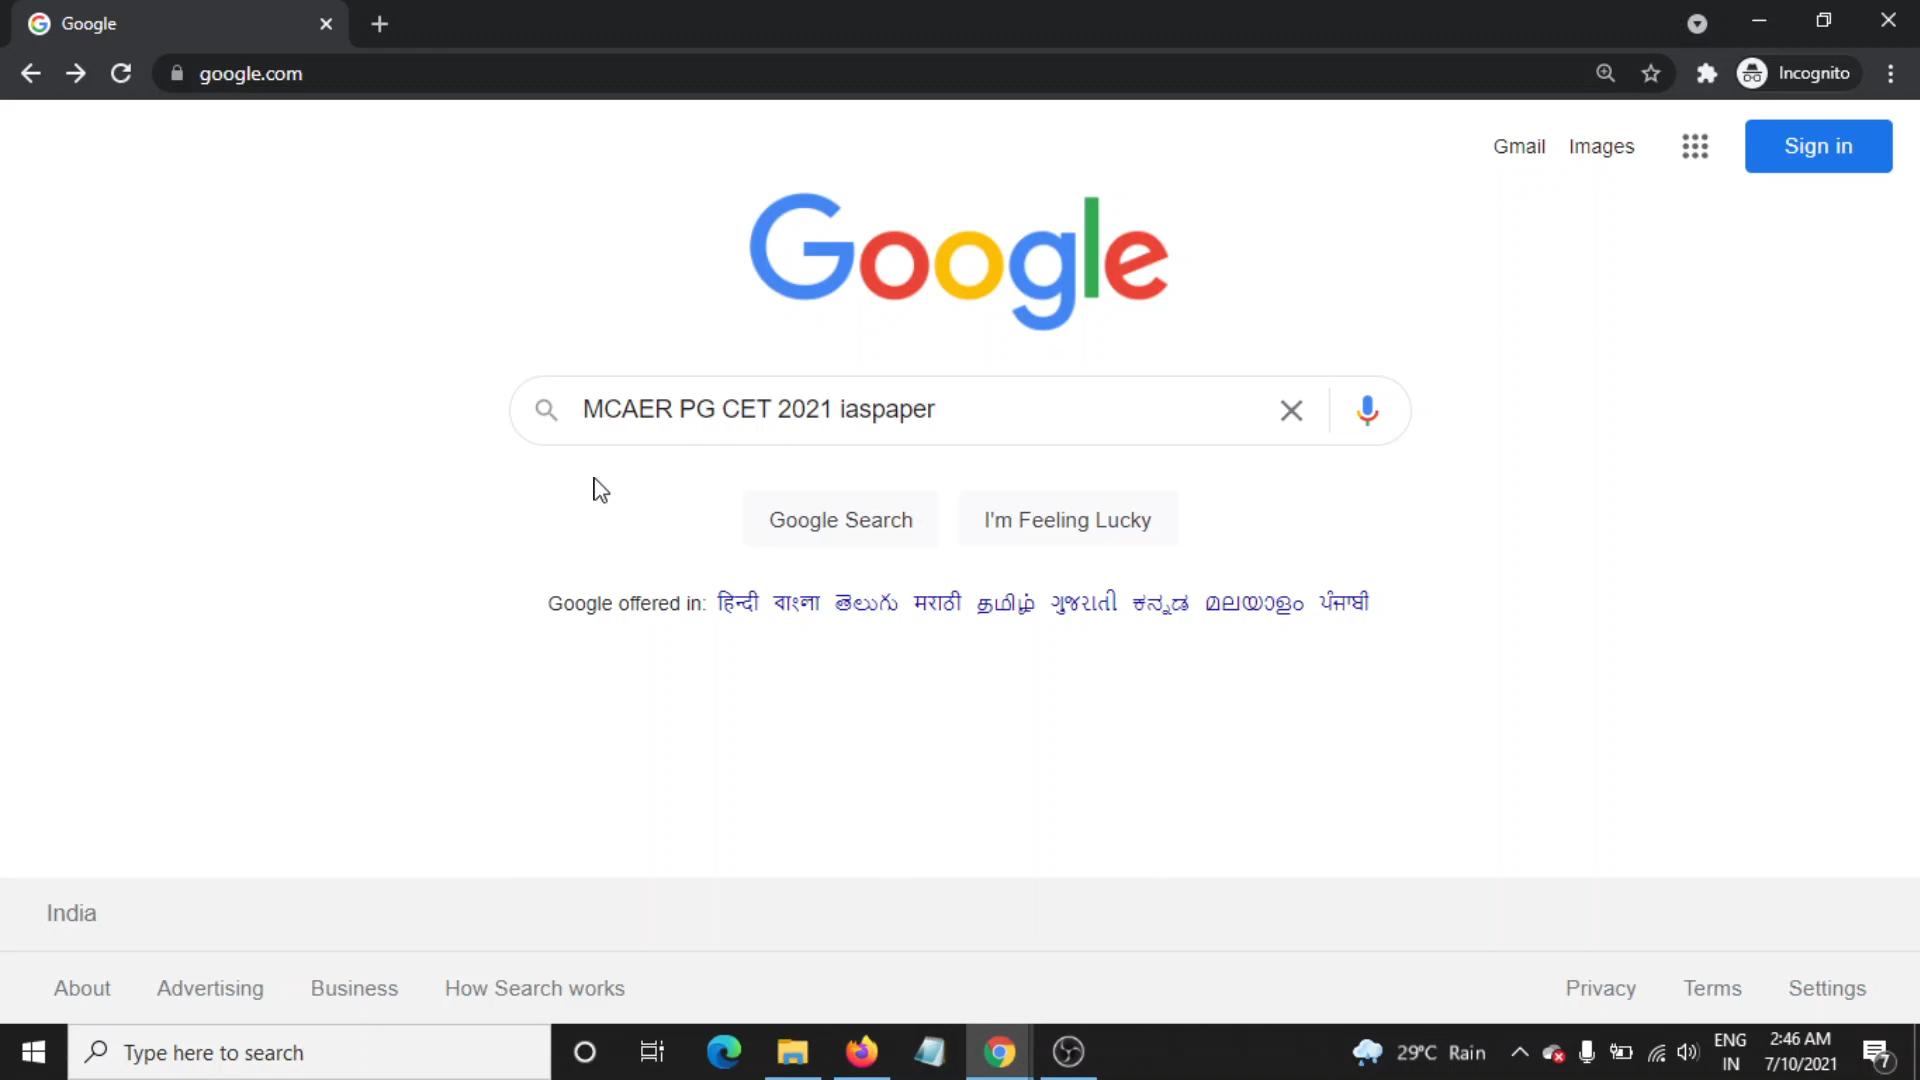 Google
google.com
Incognito
Gmail Images Sign in
Google
MCAER PG CET 2021 iaspaper
Google Search I'm Feeling Lucky
Google offered in: हिन्दी বাংলা తెలుగు मराठी தமிழ் ગુજરાતી ಕನ್ನಡ മലയാളം ਪੰਜਾਬੀ
India
About Advertising Business How Search works Privacy Terms Settings
Type here to search
29°C Rain
ENG
IN
2:46 AM
7/10/2021
7